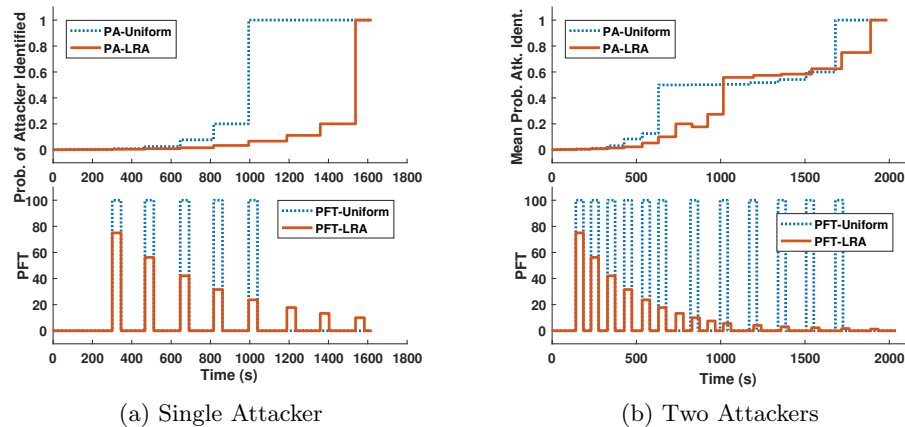 Prob. of Attacker Identified
1
0.8
0.6
0.4
0.2
0
PA-Uniform
PA-LRA
0 200 400 600 800 1000 1200 1400 1600 1800
PFT
100
80
60
40
20
0
PFT-Uniform
PFT-LRA
0 200 400 600 800 1000 1200 1400 1600 1800
Time (s)
(a) Single Attacker
Mean Prob. Atk. Ident.
1
0.8
0.6
0.4
0.2
0
PA-Uniform
PA-LRA
0 500 1000 1500 2000
PFT
100
80
60
40
20
0
PFT-Uniform
PFT-LRA
0 500 1000 1500 2000
Time (s)
(b) Two Attackers